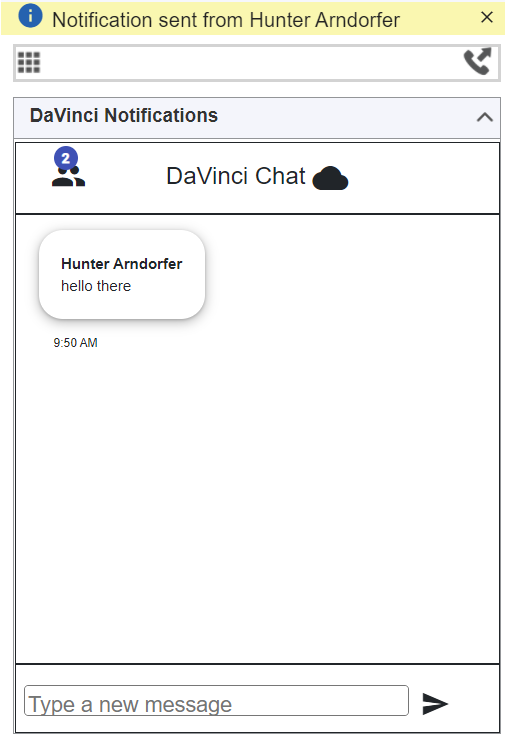 Notification sent from Hunter Arndorfer
DaVinci Notifications
2
DaVinci Chat
Hunter Arndorfer
hello there
9:50 AM
Type a new message